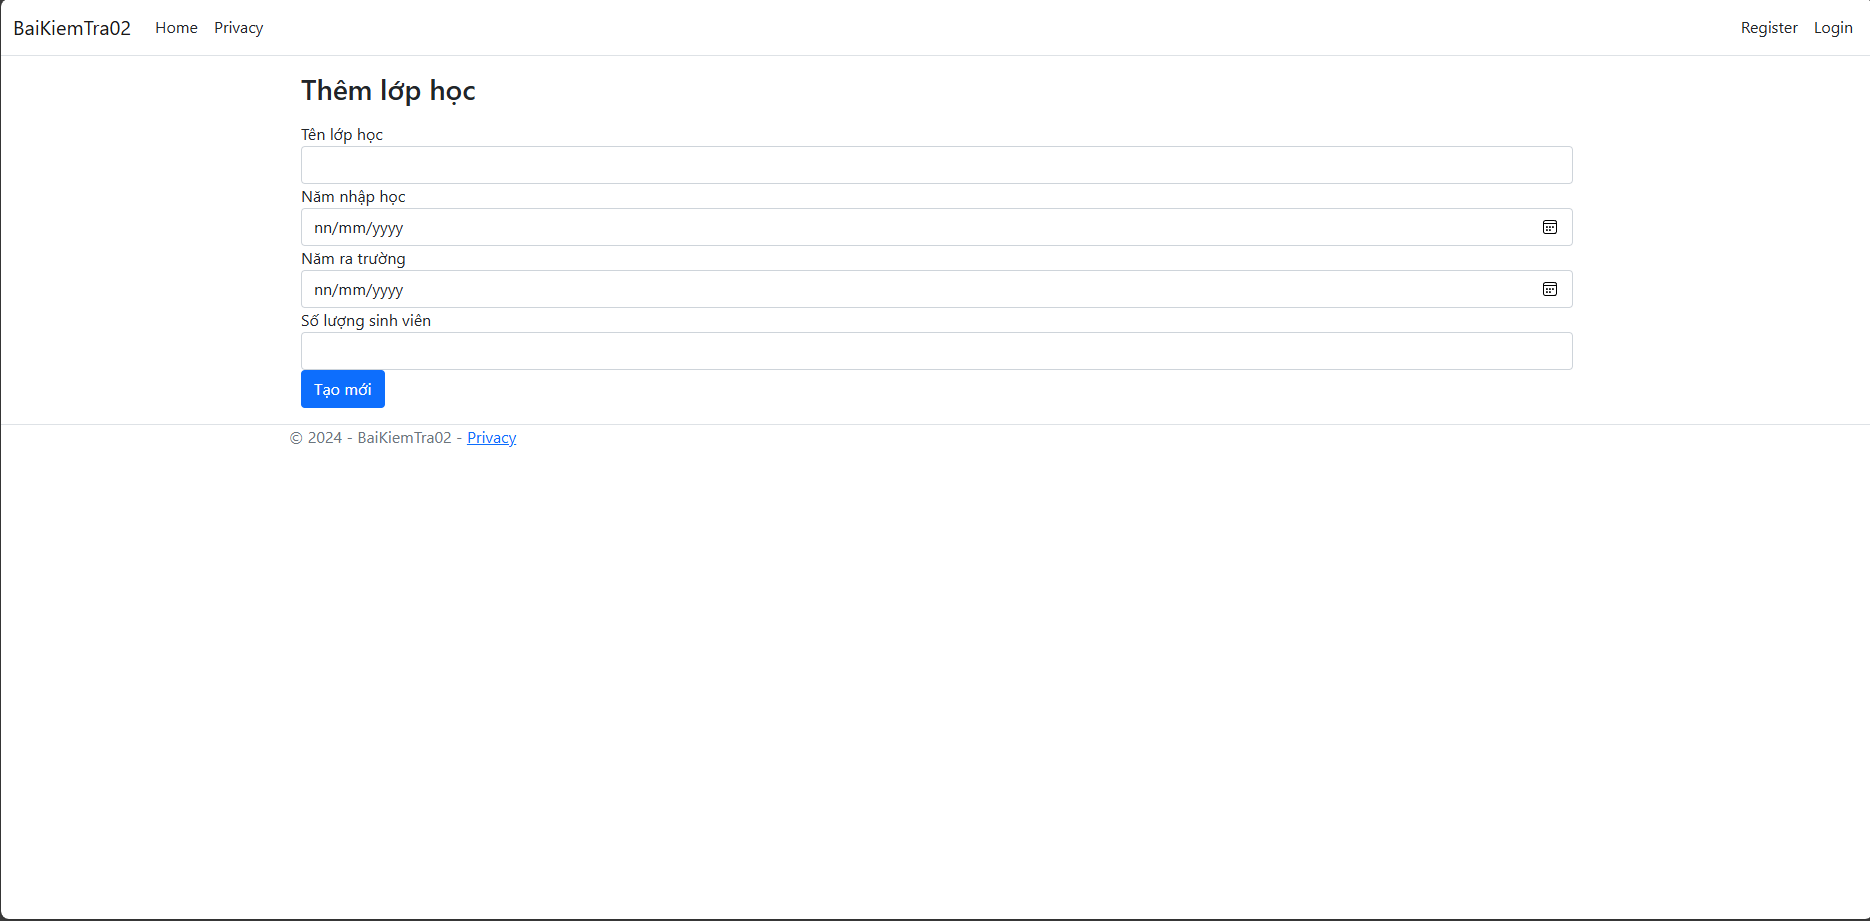 BaiKiemTra02 Home Privacy Register Login
Thêm lớp học
Tên lớp học
Năm nhập học
nn/mm/yyyy
Năm ra trường
nn/mm/yyyy
Số lượng sinh viên
Tạo mới
© 2024 - BaiKiemTra02 - Privacy